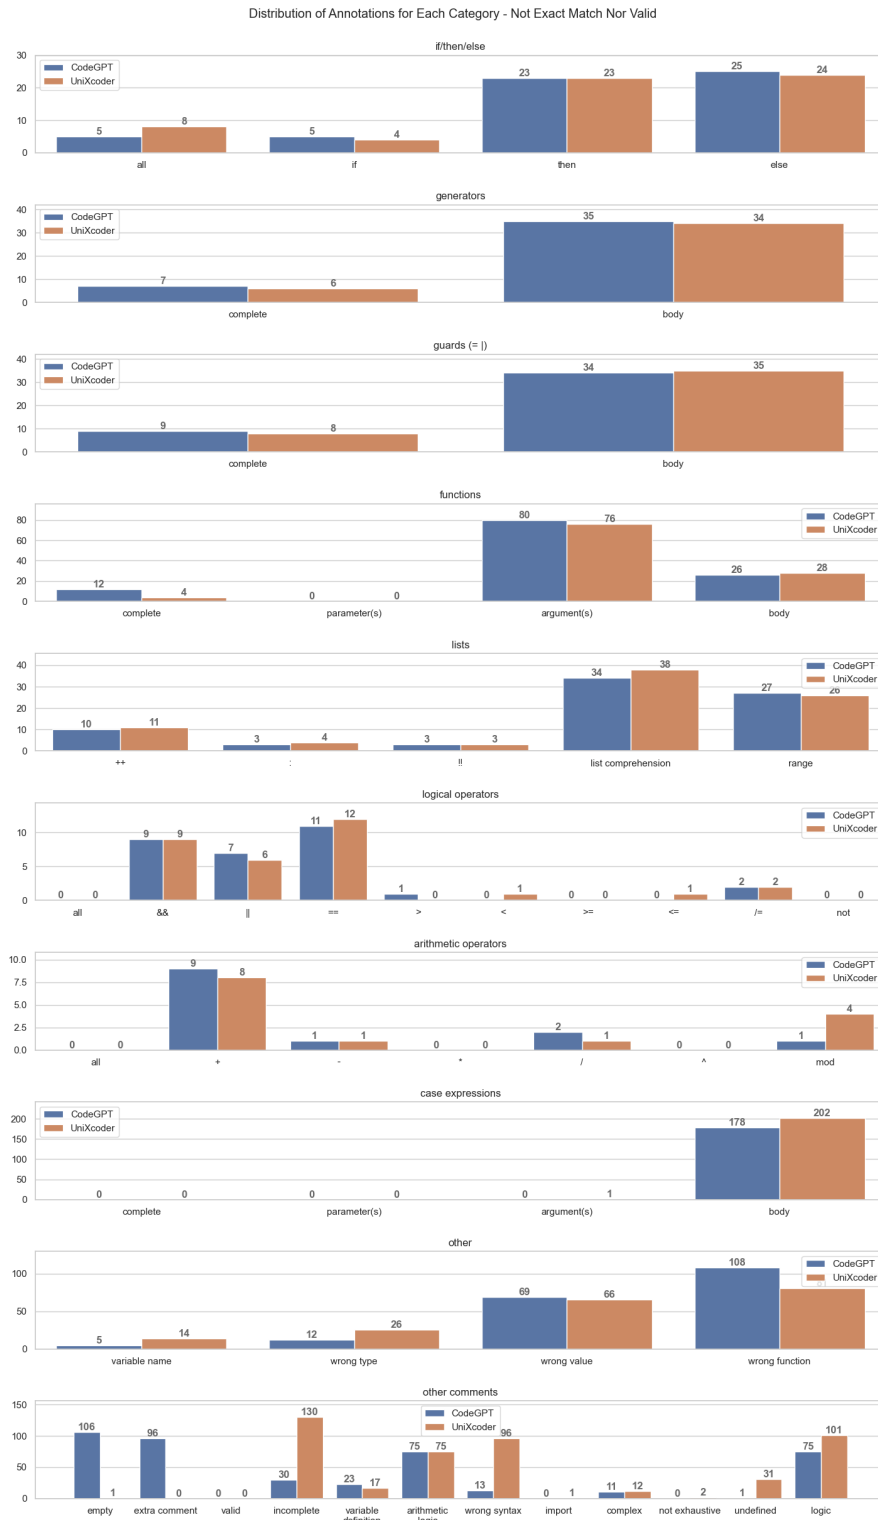 Distribution of Annotations for Each Category - Not Exact Match Nor Valid
if/then/else
30
20
10
0
CodeGPT
UniXcoder
5
8
5
4
23
23
25
24
all
if
then
else
generators
40
30
20
10
0
CodeGPT
UniXcoder
7
6
35
34
complete
body
guards (= |)
40
30
20
10
0
CodeGPT
UniXcoder
9
8
34
35
complete
body
functions
80
60
40
20
0
CodeGPT
UniXcoder
12
4
0
0
80
76
26
28
complete
parameter(s)
argument(s)
body
lists
40
30
20
10
0
CodeGPT
UniXcoder
10
11
3
4
3
3
34
38
27
26
++
:
!!
list comprehension
range
logical operators
10
5
0
CodeGPT
UniXcoder
0
0
9
9
7
6
11
12
1
0
0
1
0
0
0
1
2
2
0
0
all
&&
||
==
>
<
>=
<=
/=
not
arithmetic operators
10.0
7.5
5.0
2.5
0.0
CodeGPT
UniXcoder
0
0
9
8
1
1
0
0
2
1
0
0
1
4
all
+
-
*
/
^
mod
case expressions
200
150
100
50
0
CodeGPT
UniXcoder
0
0
0
0
0
1
178
202
complete
parameter(s)
argument(s)
body
other
100
50
0
CodeGPT
UniXcoder
5
14
12
26
69
66
108
variable name
wrong type
wrong value
wrong function
other comments
150
100
50
0
CodeGPT
UniXcoder
106
1
96
0
0
0
30
130
23
17
75
75
13
96
0
1
11
12
0
2
1
31
75
101
empty
extra comment
valid
incomplete
variable
definition
arithmetic
logic
wrong syntax
import
complex
not exhaustive
undefined
logic